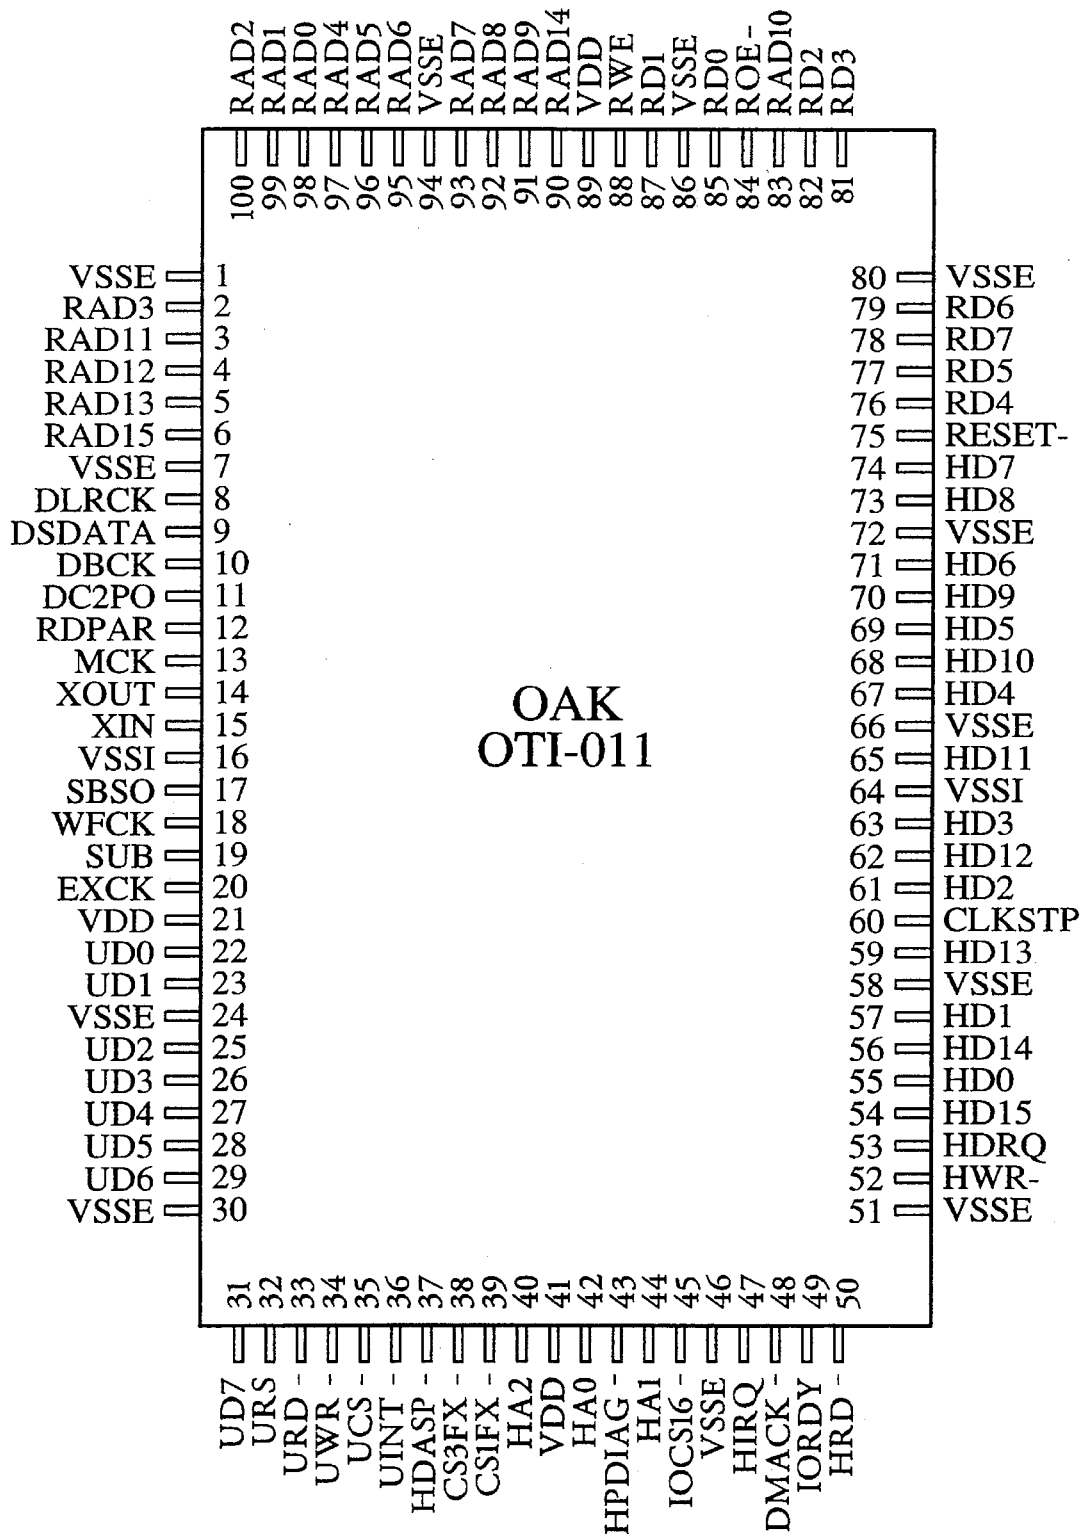 RAD2 RAD1 RAD0 RAD4 RAD5 RAD6 VSSE RAD7 RAD8 RAD9 RAD14 VDD RWE RD1 VSSE RD0 ROE- RAD10 RD2 RD3
100 99 98 97 96 95 94 93 92 91 90 89 88 87 86 85 84 83 82 81
VSSE 1
RAD3 2
RAD11 3
RAD12 4
RAD13 5
RAD15 6
VSSE 7
DLRCK 8
DSDATA 9
DBCK 10
DC2PO 11
RDPAR 12
MCK 13
XOUT 14
XIN 15
VSSI 16
SBSO 17
WFCK 18
SUB 19
EXCK 20
VDD 21
UD0 22
UD1 23
VSSE 24
UD2 25
UD3 26
UD4 27
UD5 28
UD6 29
VSSE 30
OAK
OTI-011
80 VSSE
79 RD6
78 RD7
77 RD5
76 RD4
75 RESET-
74 HD7
73 HD8
72 VSSE
71 HD6
70 HD9
69 HD5
68 HD10
67 HD4
66 VSSE
65 HD11
64 VSSI
63 HD3
62 HD12
61 HD2
60 CLKSTP
59 HD13
58 VSSE
57 HD1
56 HD14
55 HD0
54 HD15
53 HDRQ
52 HWR-
51 VSSE
31 32 33 34 35 36 37 38 39 40 41 42 43 44 45 46 47 48 49 50
UD7 URS URD- UWR- UCS- UINT- HDASP- CS3FX- CS1FX- HA2 VDD HA0 HPDIAG- HA1 IOCS16- VSSE HIRQ DMACK- IORDY HRD-